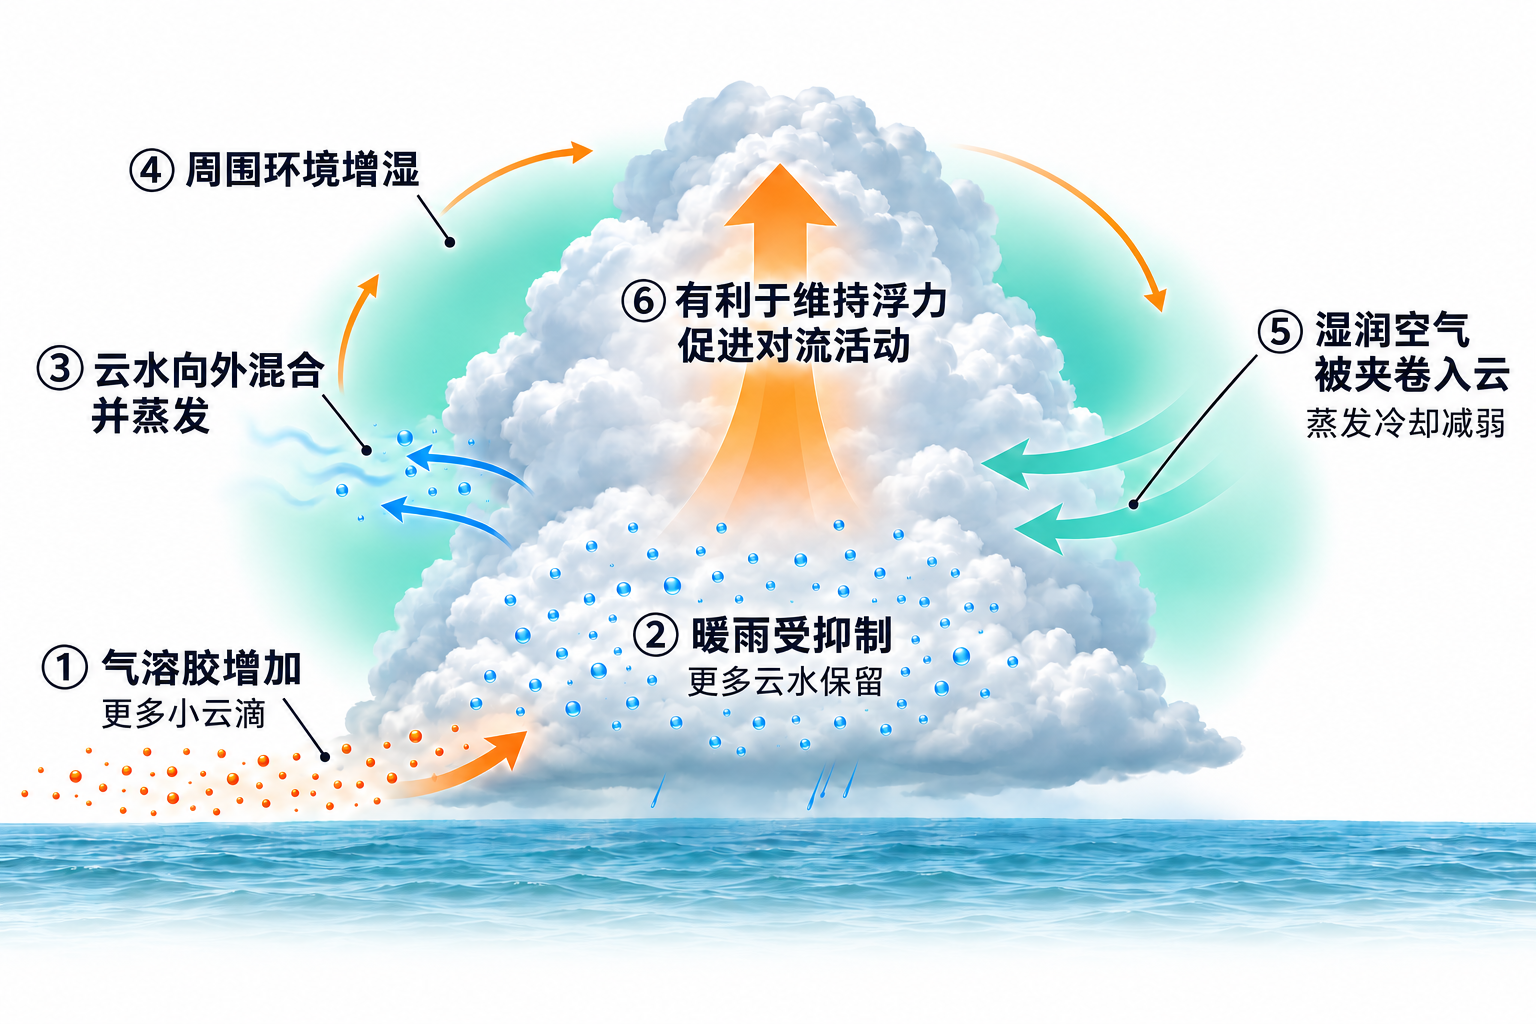 ① 气溶胶增加
更多小云滴
② 暖雨受抑制
更多云水保留
③ 云水向外混合
并蒸发
④ 周围环境增湿
⑤ 湿润空气
被夹卷入云
蒸发冷却减弱
⑥ 有利于维持浮力
促进对流活动